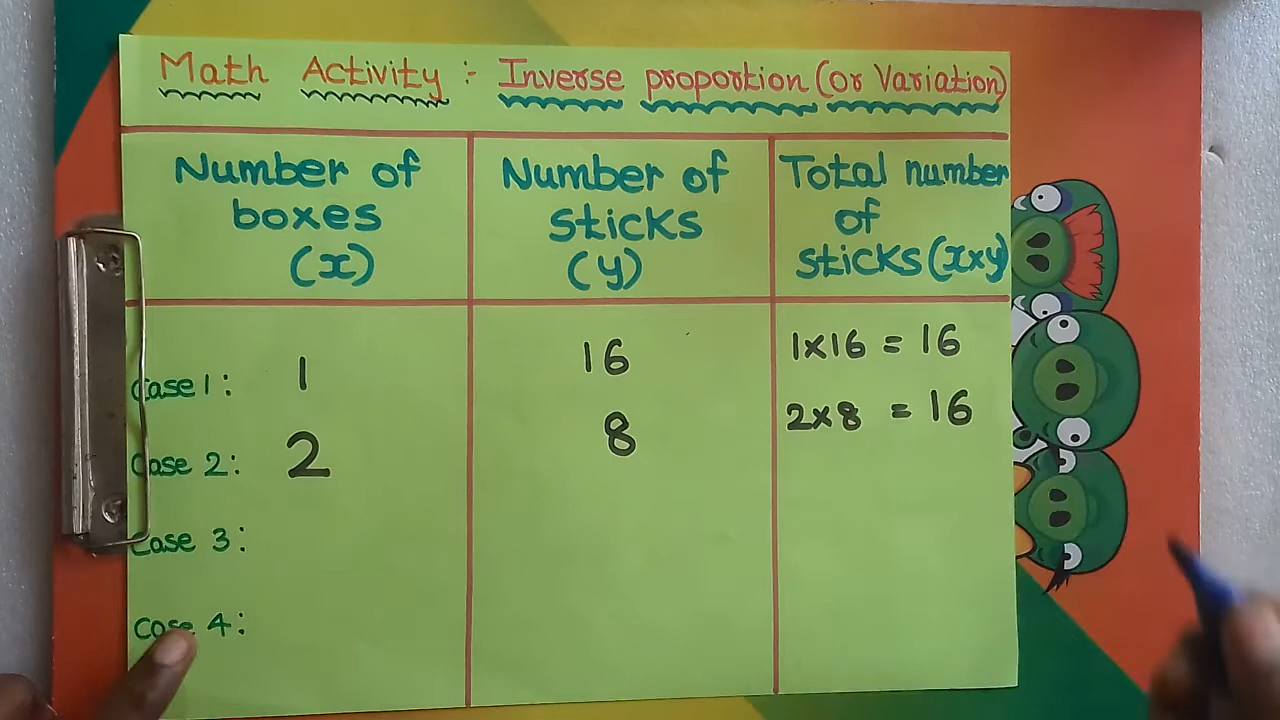 Math Activity :- Inverse proportion (or Variation)
Number of boxes (x)
Number of sticks (y)
Total number of sticks (x×y)
Case 1: 1 16 1×16 = 16
Case 2: 2 8 2×8 = 16
Case 3:
Case 4: